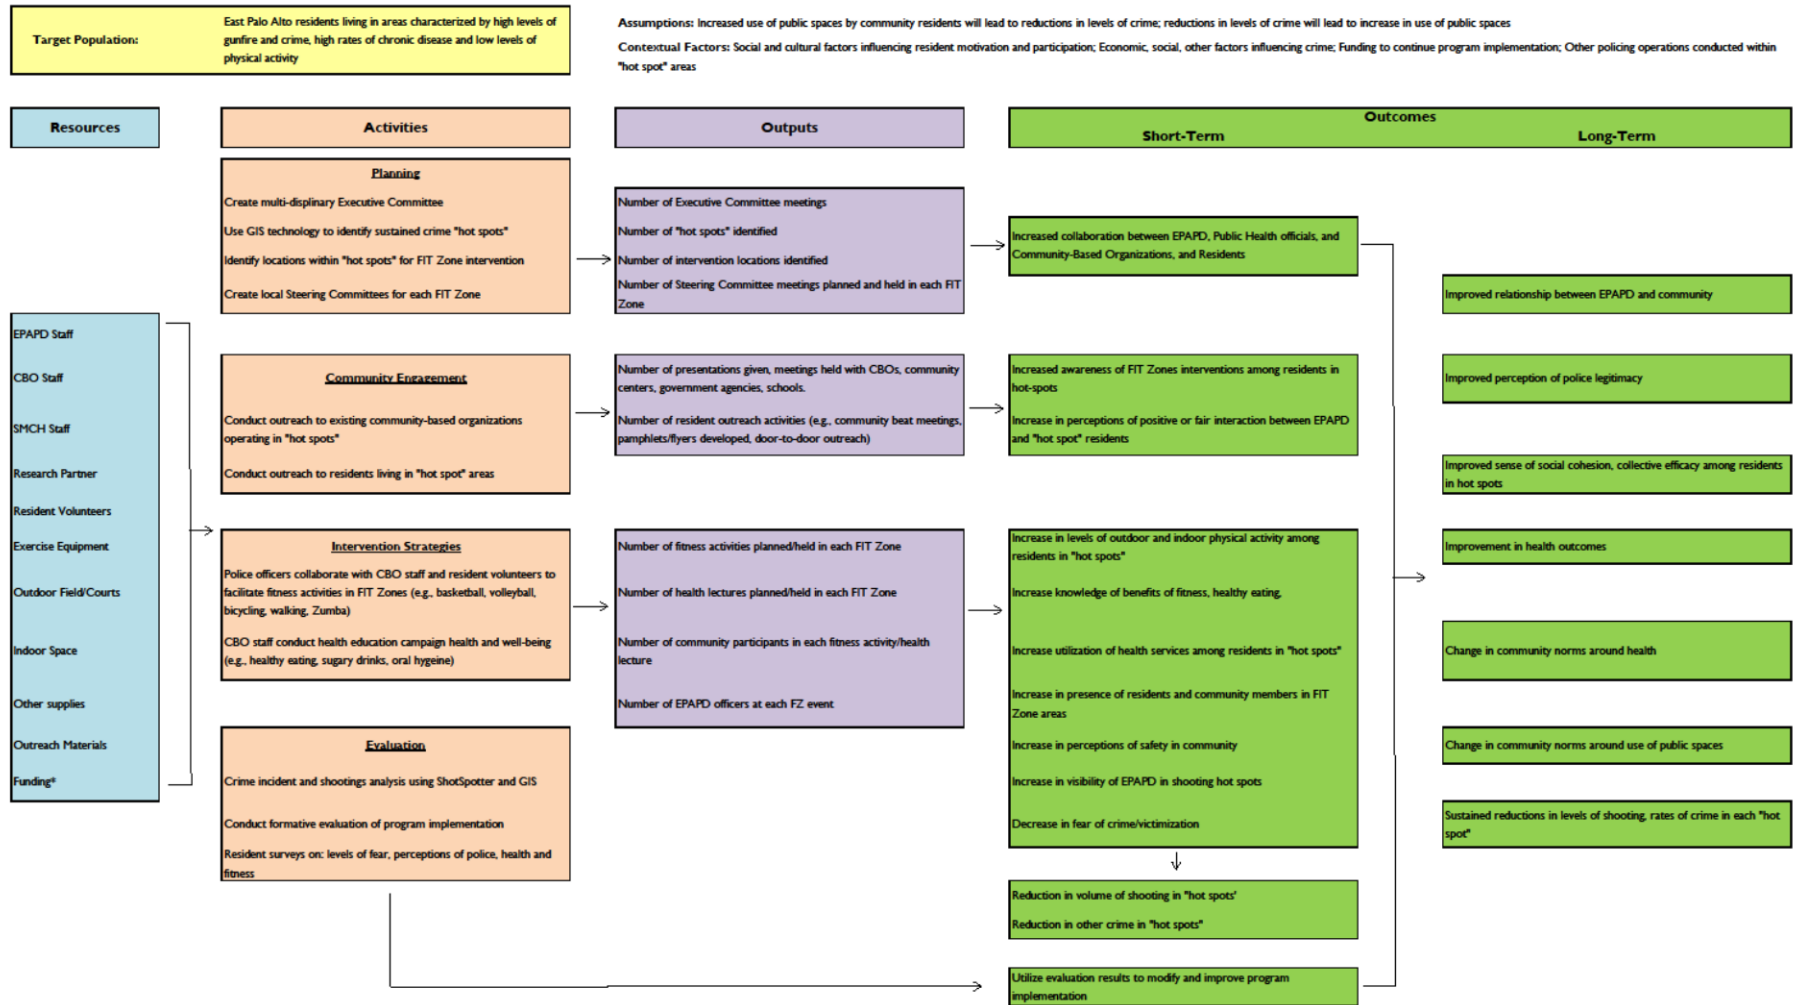 Target Population:
East Palo Alto residents living in areas characterized by high levels of
gunfire and crime, high rates of chronic disease and low levels of
physical activity
Assumptions: Increased use of public spaces by community residents will lead to reductions in levels of crime; reductions in levels of crime will lead to increase in use of public spaces
Contextual Factors: Social and cultural factors influencing resident motivation and participation; Economic, social, other factors influencing crime; Funding to continue program implementation; Other policing operations conducted within
"hot spot" areas
Resources
Activities
Outputs
Outcomes
Short-Term
Long-Term
EPAPD Staff
CBO Staff
SMCH Staff
Research Partner
Resident Volunteers
Exercise Equipment
Outdoor Field/Courts
Indoor Space
Other supplies
Outreach Materials
Funding*
Planning
Create multi-displinary Executive Committee
Use GIS technology to identify sustained crime "hot spots"
Identify locations within "hot spots" for FIT Zone intervention
Create local Steering Committees for each FIT Zone
Community Engagement
Conduct outreach to existing community-based organizations
operating in "hot spots"
Conduct outreach to residents living in "hot spot" areas
Intervention Strategies
Police officers collaborate with CBO staff and resident volunteers to
facilitate fitness activities in FIT Zones (e.g., basketball, volleyball,
bicycling, walking, Zumba)
CBO staff conduct health education campaign health and well-being
(e.g., healthy eating, sugary drinks, oral hygeine)
Evaluation
Crime incident and shootings analysis using ShotSpotter and GIS
Conduct formative evaluation of program implementation
Resident surveys on: levels of fear, perceptions of police, health and
fitness
Number of Executive Committee meetings
Number of "hot spots" identified
Number of intervention locations identified
Number of Steering Committee meetings planned and held in each FIT
Zone
Number of presentations given, meetings held with CBOs, community
centers, government agencies, schools.
Number of resident outreach activities (e.g., community beat meetings,
pamphlets/flyers developed, door-to-door outreach)
Number of fitness activities planned/held in each FIT Zone
Number of health lectures planned/held in each FIT Zone
Number of community participants in each fitness activity/health
lecture
Number of EPAPD officers at each FZ event
Increased collaboration between EPAPD, Public Health officials, and
Community-Based Organizations, and Residents
Increased awareness of FIT Zones interventions among residents in
hot-spots
Increase in perceptions of positive or fair interaction between EPAPD
and "hot spot" residents
Increase in levels of outdoor and indoor physical activity among
residents in "hot spots"
Increase knowledge of benefits of fitness, healthy eating,
Increase utilization of health services among residents in "hot spots"
Increase in presence of residents and community members in FIT
Zone areas
Increase in perceptions of safety in community
Increase in visibility of EPAPD in shooting hot spots
Decrease in fear of crime/victimization
Reduction in volume of shooting in "hot spots'
Reduction in other crime in "hot spots"
Utilize evaluation results to modify and improve program
implementation
Improved relationship between EPAPD and community
Improved perception of police legitimacy
Improved sense of social cohesion, collective efficacy among residents
in hot spots
Improvement in health outcomes
Change in community norms around health
Change in community norms around use of public spaces
Sustained reductions in levels of shooting, rates of crime in each "hot
spot"